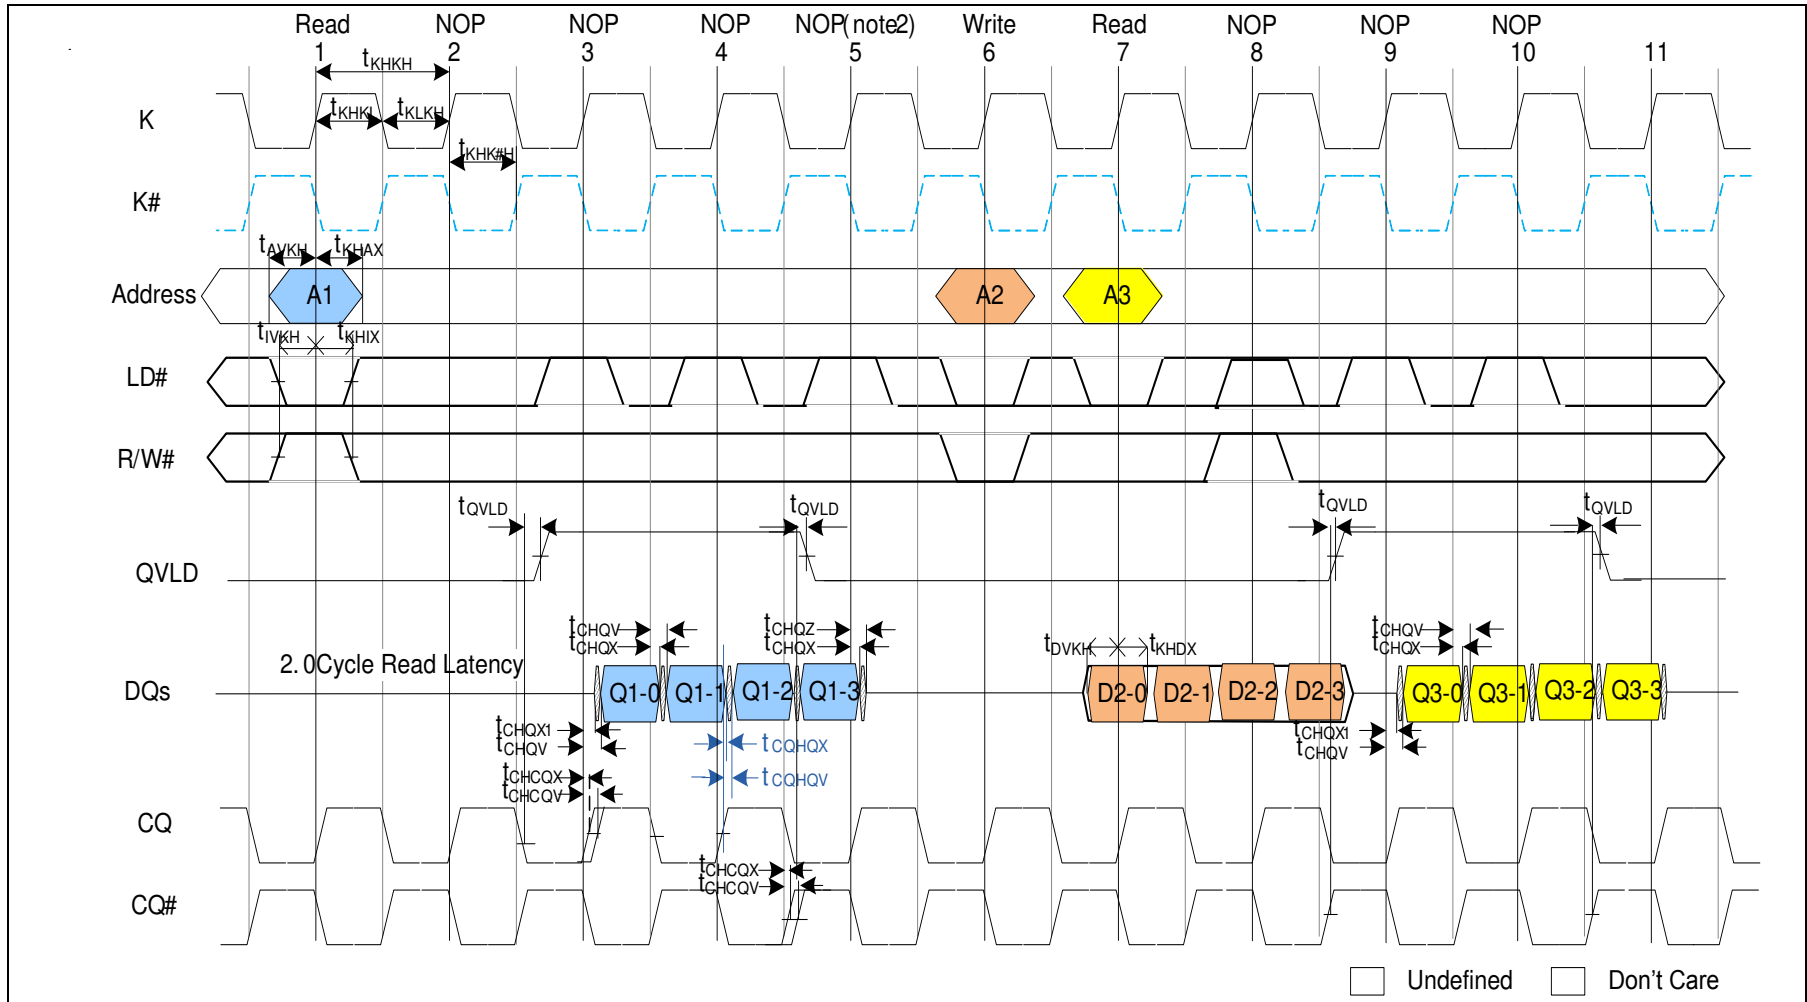 Read NOP NOP NOP NOP(note2) Write Read NOP NOP NOP
1 2 3 4 5 6 7 8 9 10 11
tKHKH
K tKHKL tKLKH
tKHK#H
K#
tAVKH tKHAX
Address A1 A2 A3
tIVKH tKHIX
LD#
R/W#
tQVLD tQVLD tQVLD tQVLD
QVLD
tCHQV tCHQZ tCHQV
tCHQX tCHQX tDVKH tKHDX tCHQX
2.0Cycle Read Latency
DQs Q1-0 Q1-1 Q1-2 Q1-3 D2-0 D2-1 D2-2 D2-3 Q3-0 Q3-1 Q3-2 Q3-3
tCHQX1 tCQHQX tCHQX1
tCHQV tCHQV
tCHCQX tCQHQV
tCHCQV
CQ
tCHCQX
tCHCQV
CQ#
Undefined Don't Care